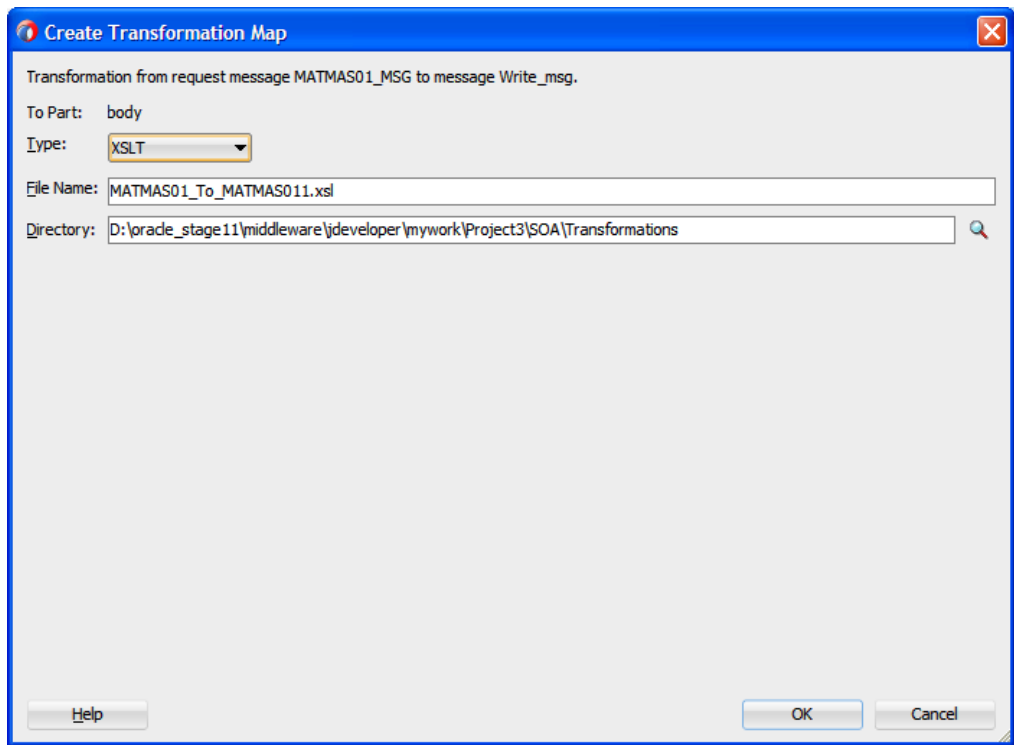 Create Transformation Map
Transformation from request message MATMAS01_MSG to message Write_msg.
To Part: body
Type: XSLT
File Name: MATMAS01_To_MATMAS011.xsl
Directory: D:\oracle_stage11\middleware\jdeveloper\mywork\Project3\SOA\Transformations
Help OK Cancel